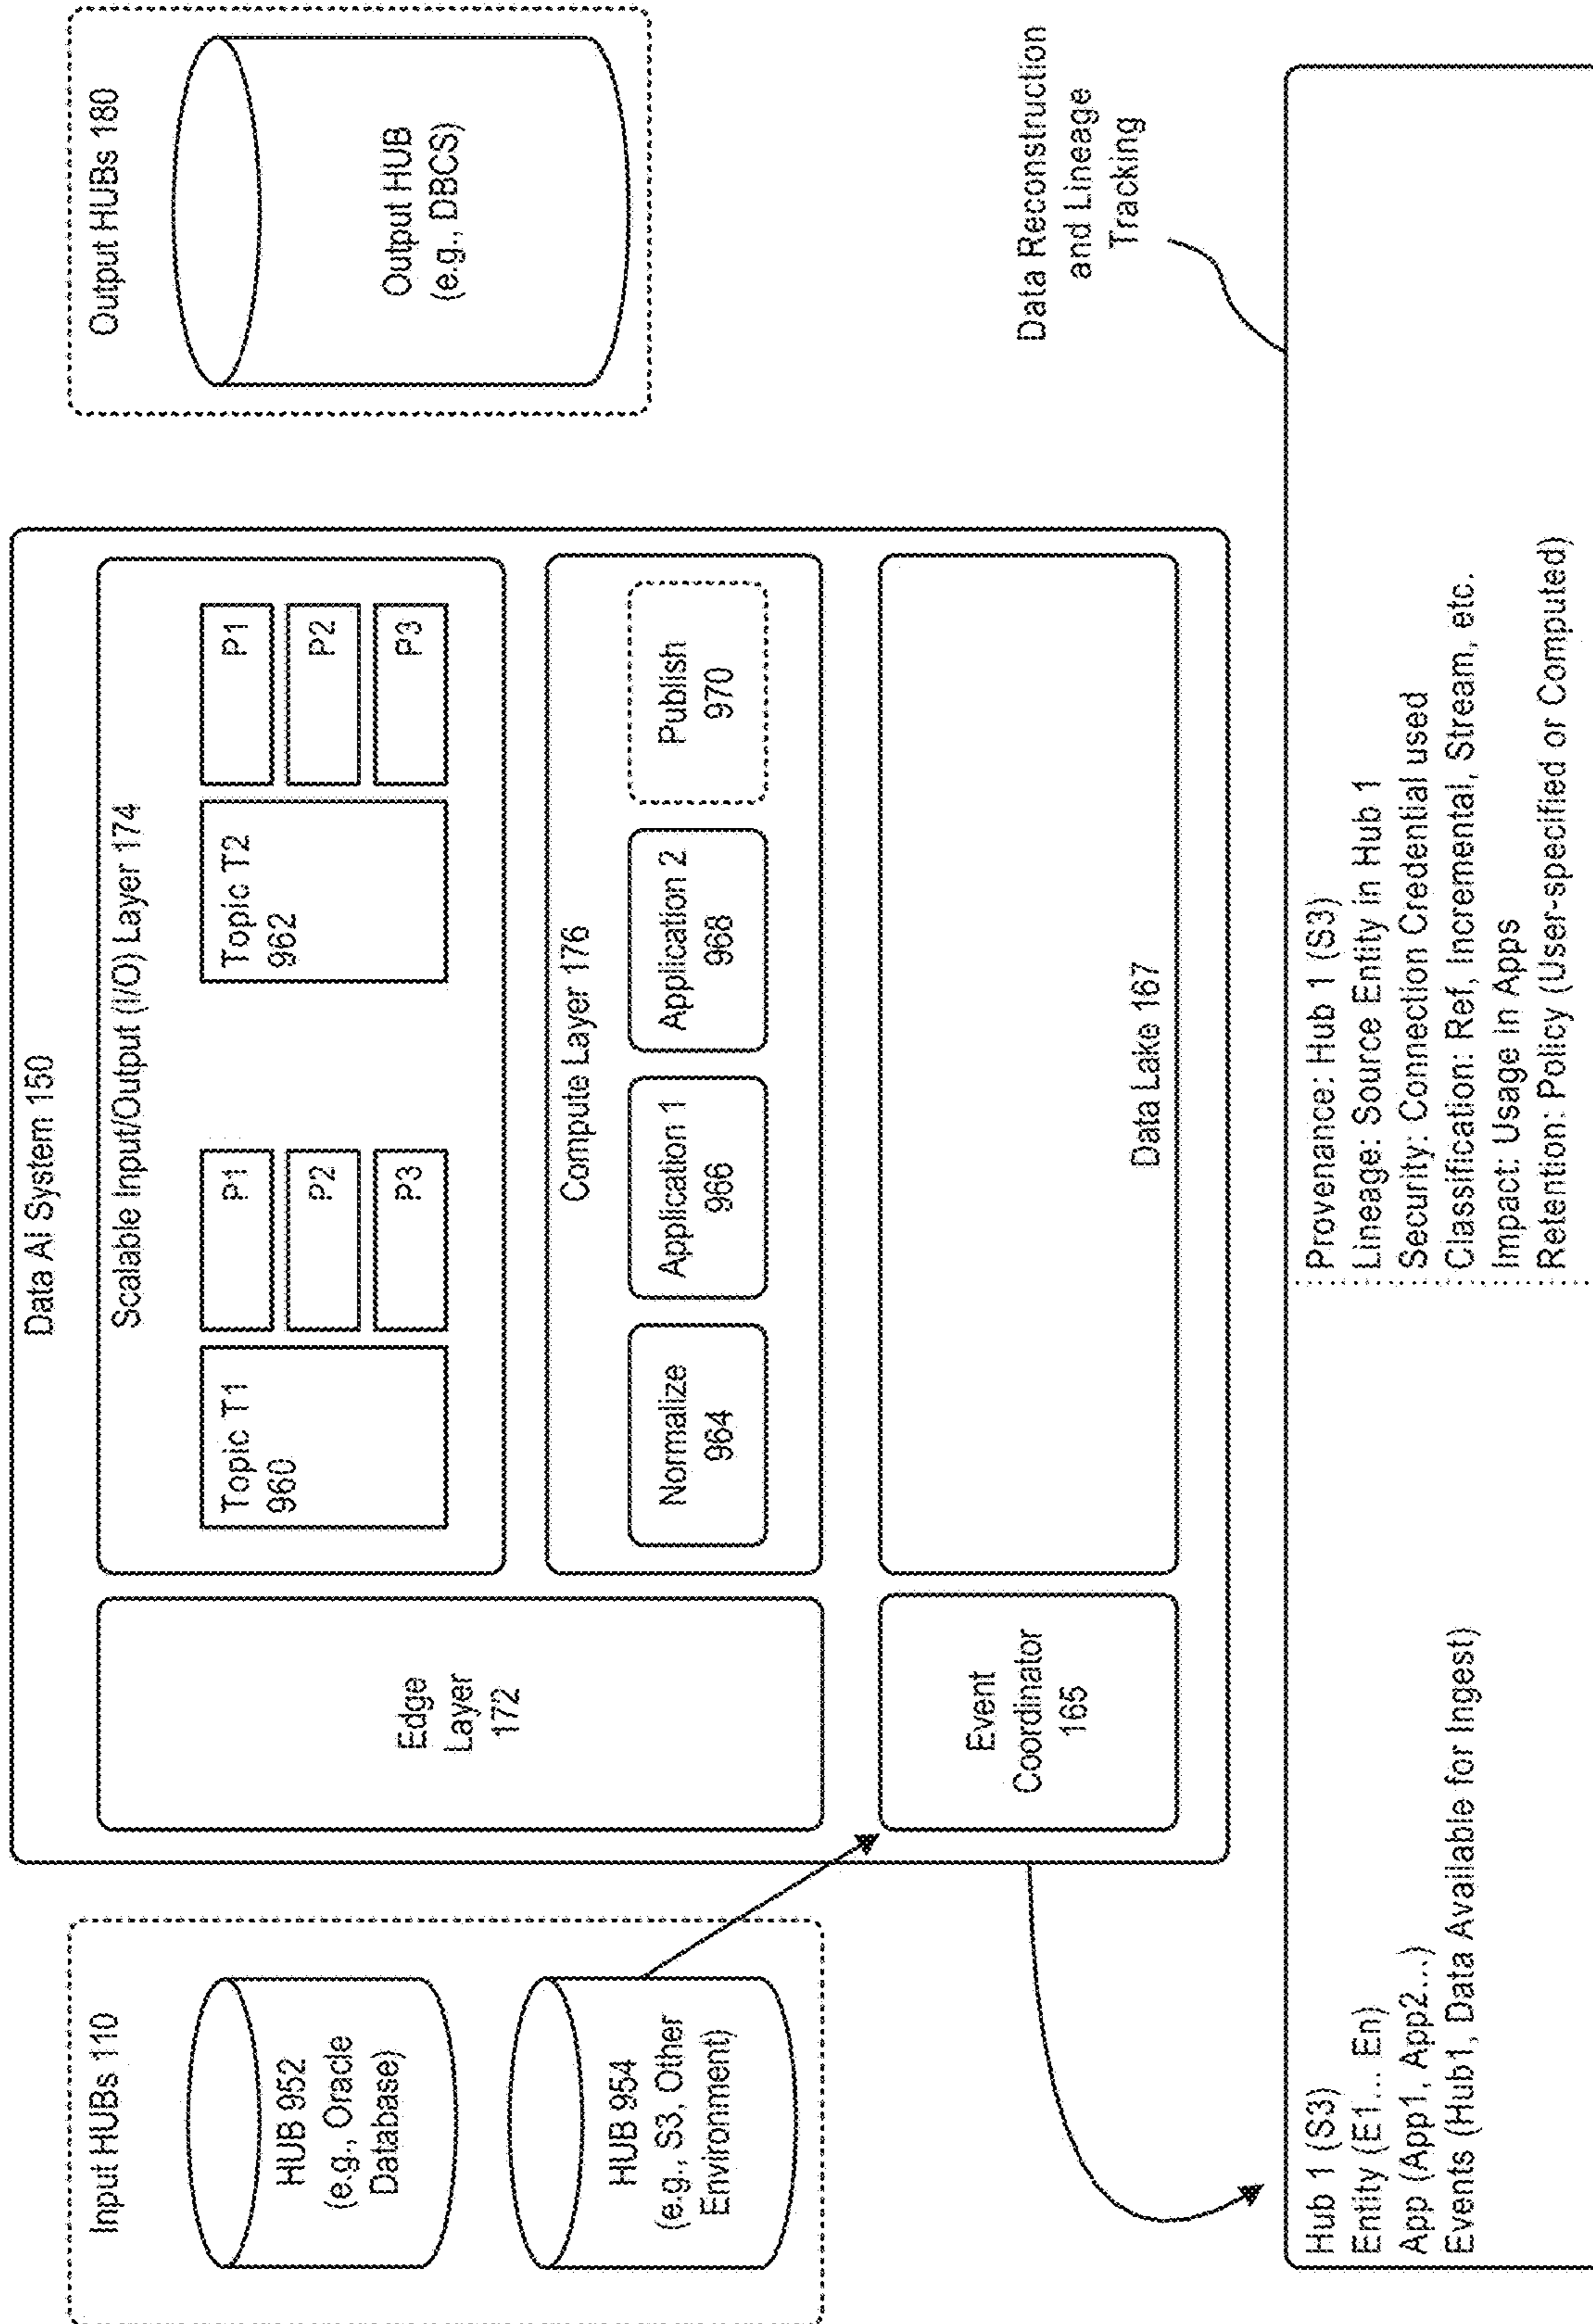 Input HUBs 110
HUB 952
(e.g., Oracle
Database)
HUB 954
(e.g., S3, Other
Environment)
Data AI System 150
Edge
Layer
172
Scalable Input/Output (I/O) Layer 174
Topic T1
960
P1
P2
P3
Topic T2
962
P1
P2
P3
Compute Layer 176
Normalize
964
Application 1
966
Application 2
968
Publish
970
Event
Coordinator
165
Data Lake 167
Output HUBs 180
Output HUB
(e.g., DBCS)
Data Reconstruction
and Lineage
Tracking
Hub 1 (S3)
Entity (E1... En)
App (App1, App2...)
Events (Hub1, Data Available for Ingest)
Provenance: Hub 1 (S3)
Lineage: Source Entity in Hub 1
Security: Connection Credential used
Classification: Ref, Incremental, Stream, etc.
Impact: Usage in Apps
Retention: Policy (User-specified or Computed)